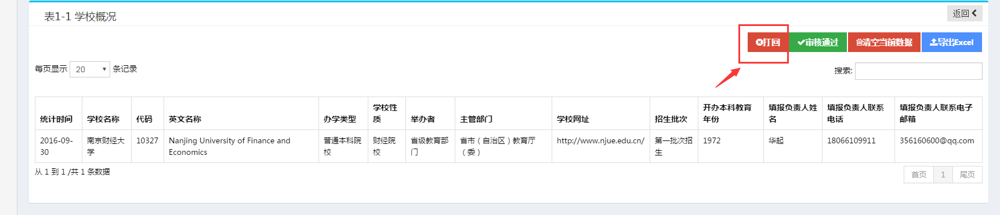 表1-1 学校概况
返回
打回 审核通过 清空当前数据 导出Excel
每页显示 20 条记录
搜索:
统计时间 学校名称 代码 英文名称 办学类型 学校性质 举办者 主管部门 学校网址 招生批次 开办本科教育年份 填报负责人姓名 填报负责人联系电话 填报负责人联系电子邮箱
2016-09-30 南京财经大学 10327 Nanjing University of Finance and Economics 普通本科院校 财经院校 省级教育部门 省市（自治区）教育厅（委） http://www.njue.edu.cn/ 第一批次招生 1972 华起 18066109911 356160600@qq.com
从 1 到 1 /共 1 条数据
首页 1 尾页